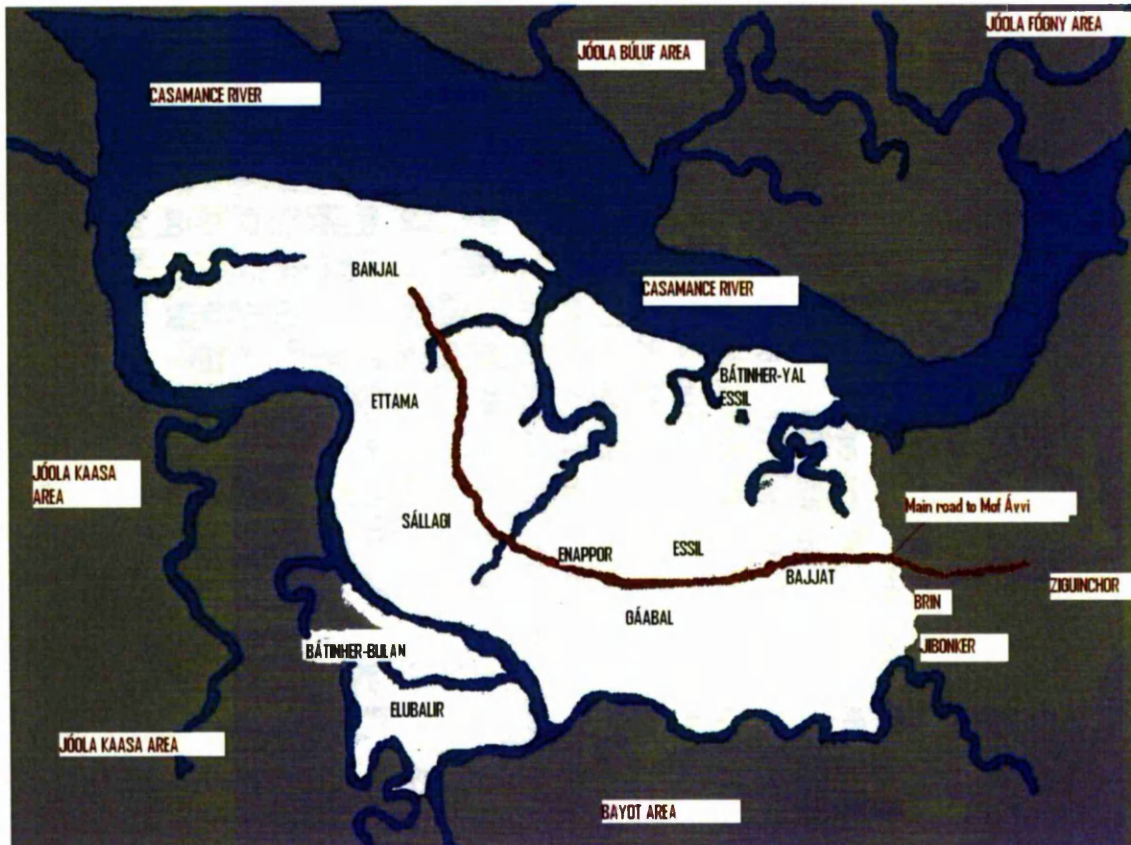 JÓOLA FÓGNY AREA
JÓOLA BÚLUF AREA
CASAMANCE RIVER
BANJAL
CASAMANCE RIVER
BÁTINHER-YAL
ESSIL
ETTAMA
JÓOLA KAASA
AREA
Main road to Mof Ávvi
SÁLLAGI
ENAPPOR
ESSIL
BAJJAT
ZIGUINCHOR
BRIN
GÁABAL
JIBONKER
BÁTINHER-BULAN
ELUBALIR
JÓOLA KAASA AREA
BAYOT AREA